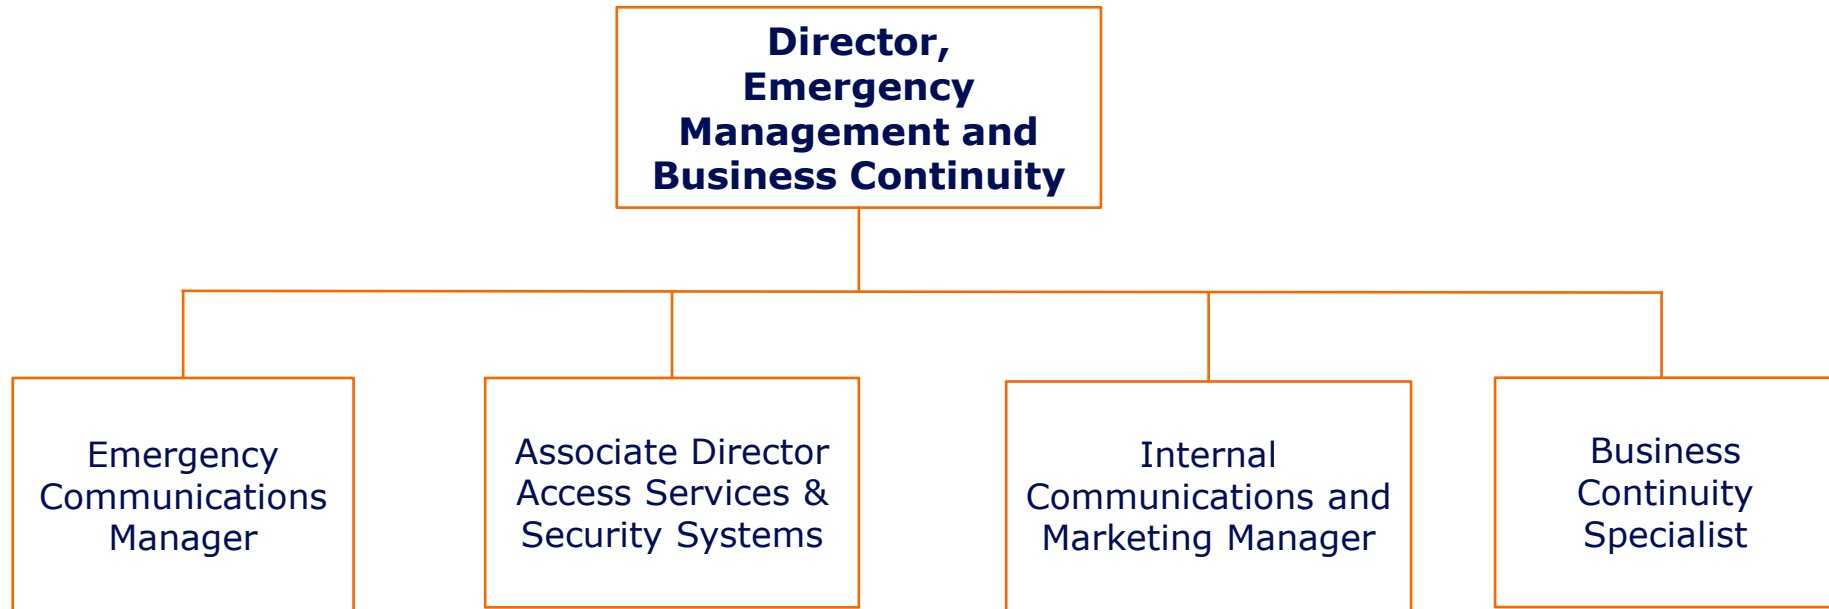 Director,
Emergency
Management and
Business Continuity
Emergency
Communications
Manager
Associate Director
Access Services &
Security Systems
Internal
Communications and
Marketing Manager
Business
Continuity
Specialist